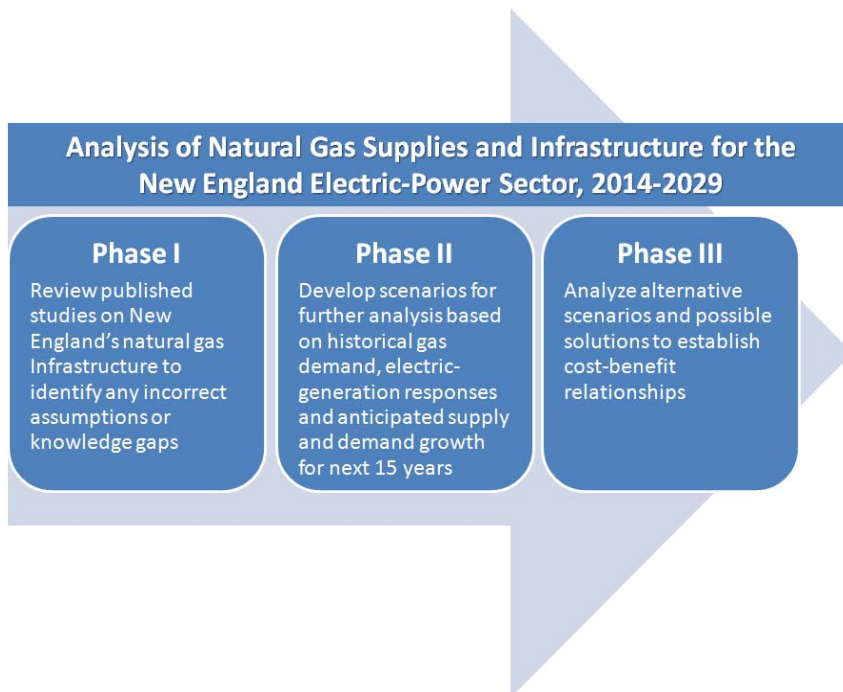 Analysis of Natural Gas Supplies and Infrastructure for the
New England Electric-Power Sector, 2014-2029
Phase I
Review published
studies on New
England's natural gas
Infrastructure to
identify any incorrect
assumptions or
knowledge gaps
Phase II
Develop scenarios for
further analysis based
on historical gas
demand, electric-
generation responses
and anticipated supply
and demand growth
for next 15 years
Phase III
Analyze alternative
scenarios and possible
solutions to establish
cost-benefit
relationships